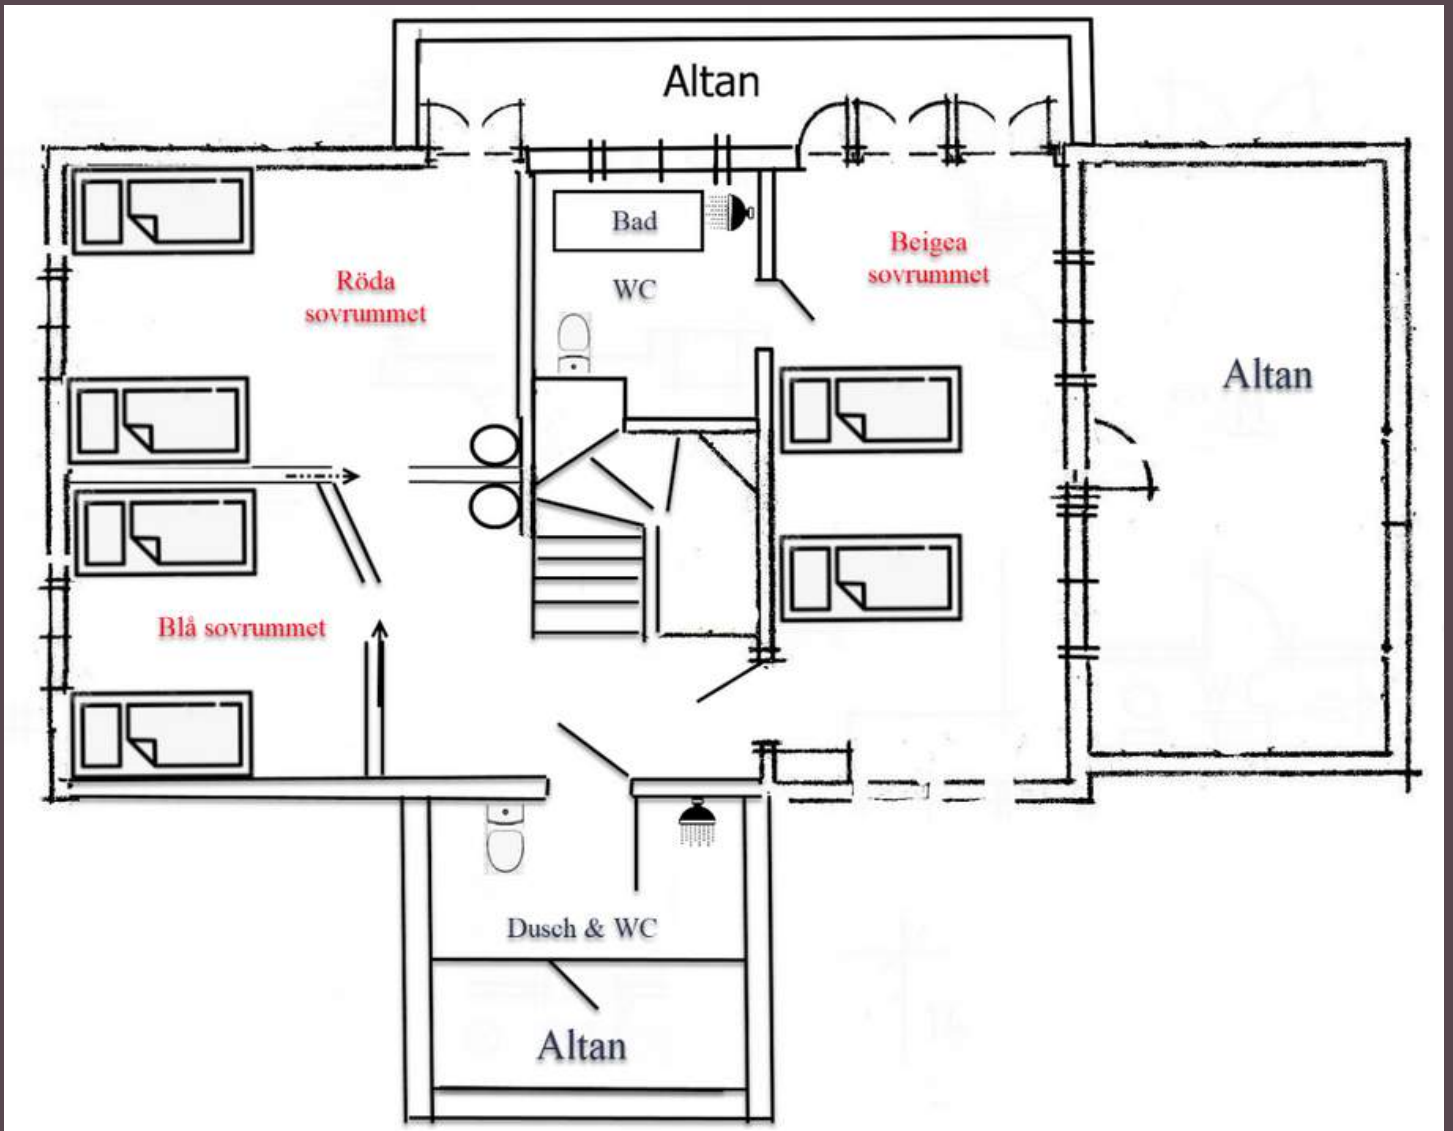 Altan
Bad
Beigea
sovrummet
Röda
sovrummet
WC
Altan
Blå sovrummet
Dusch & WC
Altan